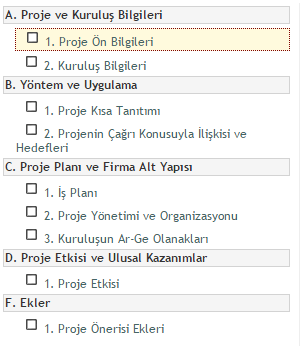 A. Proje ve Kuruluş Bilgileri
1. Proje Ön Bilgileri
2. Kuruluş Bilgileri
B. Yöntem ve Uygulama
1. Proje Kısa Tanıtımı
2. Projenin Çağrı Konusuyla İlişkisi ve
Hedefleri
C. Proje Planı ve Firma Alt Yapısı
1. İş Planı
2. Proje Yönetimi ve Organizasyonu
3. Kuruluşun Ar-Ge Olanakları
D. Proje Etkisi ve Ulusal Kazanımlar
1. Proje Etkisi
F. Ekler
1. Proje Önerisi Ekleri